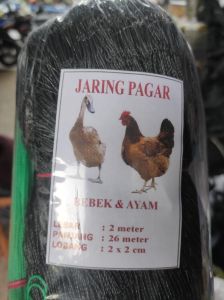 JARING PAGAR
BEBEK & AYAM
LEBAR : 2 meter
PANJANG : 26 meter
LOBANG : 2 x 2 cm